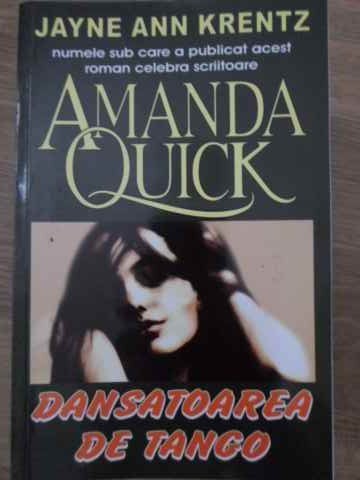 JAYNE ANN KRENTZ
numele sub care a publicat acest
roman celebra scriitoare
AMANDA
QUICK
DANSATOAREA
DE TANGO